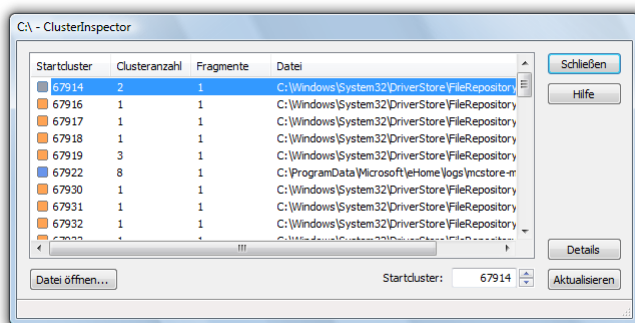 C:\ - ClusterInspector
Startcluster Clusteranzahl Fragmente Datei
67914 2 1 C:\Windows\System32\DriverStore\FileRepository
67916 1 1 C:\Windows\System32\DriverStore\FileRepository
67917 1 1 C:\Windows\System32\DriverStore\FileRepository
67918 1 1 C:\Windows\System32\DriverStore\FileRepository
67919 3 1 C:\Windows\System32\DriverStore\FileRepository
67922 8 1 C:\ProgramData\Microsoft\eHome\logs\mcstore-m
67930 1 1 C:\Windows\System32\DriverStore\FileRepository
67931 1 1 C:\Windows\System32\DriverStore\FileRepository
67932 1 1 C:\Windows\System32\DriverStore\FileRepository
Schließen
Hilfe
Details
Datei öffnen... Startcluster: 67914 Aktualisieren